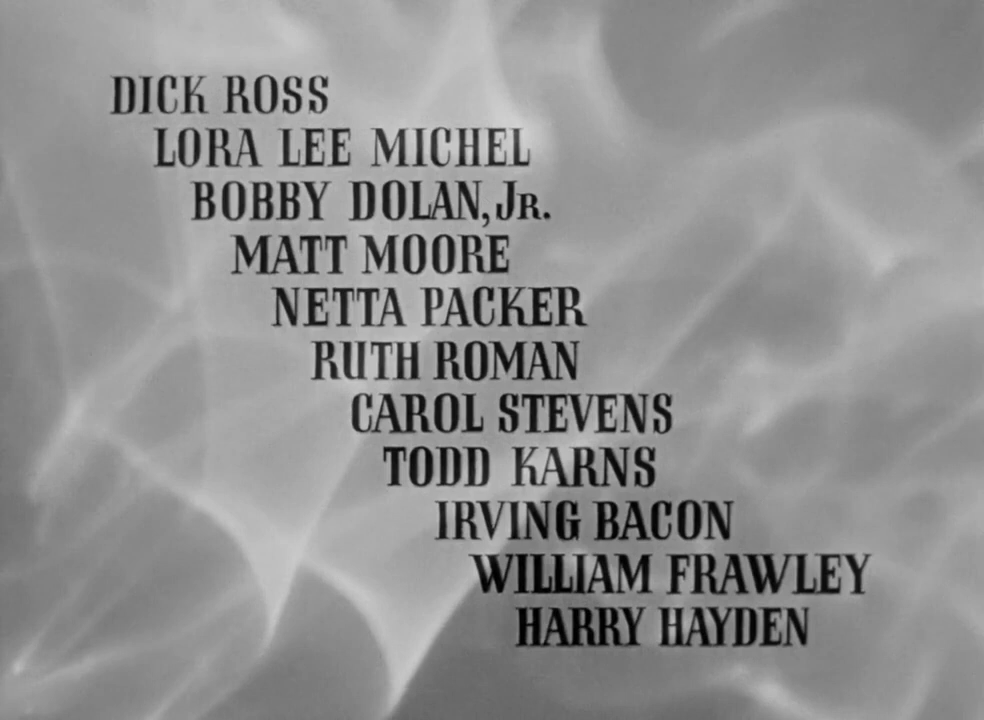 DICK ROSS
LORA LEE MICHEL
BOBBY DOLAN, JR.
MATT MOORE
NETTA PACKER
RUTH ROMAN
CAROL STEVENS
TODD KARNS
IRVING BACON
WILLIAM FRAWLEY
HARRY HAYDEN